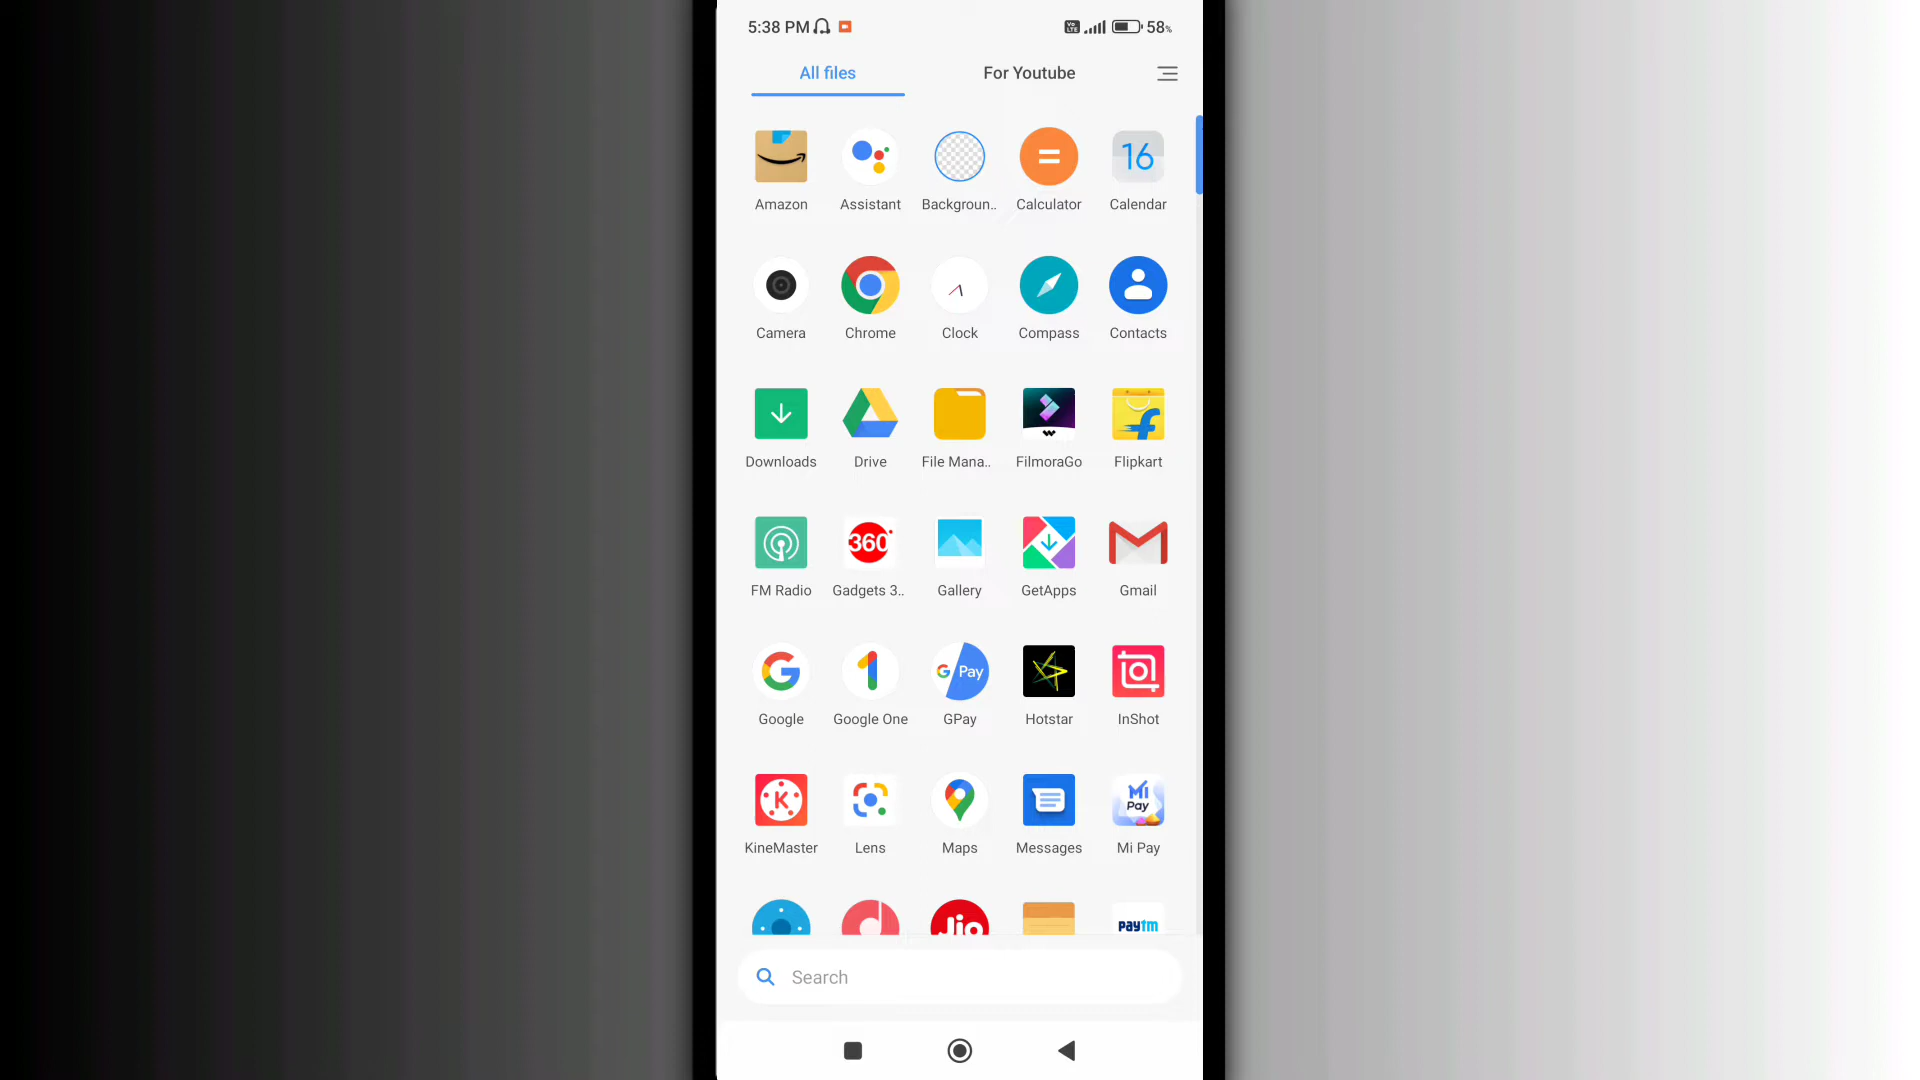 5:38 PM
Vo LTE
58%
All files
For Youtube
16
Amazon
Assistant
Backgroun..
Calculator
Calendar
Camera
Chrome
Clock
Compass
Contacts
Downloads
Drive
File Mana..
FilmoraGo
Flipkart
360
FM Radio
Gadgets 3..
Gallery
GetApps
Gmail
G Pay
Google
Google One
GPay
Hotstar
InShot
K
Mi Pay
KineMaster
Lens
Maps
Messages
Mi Pay
Jio
paytm
Search